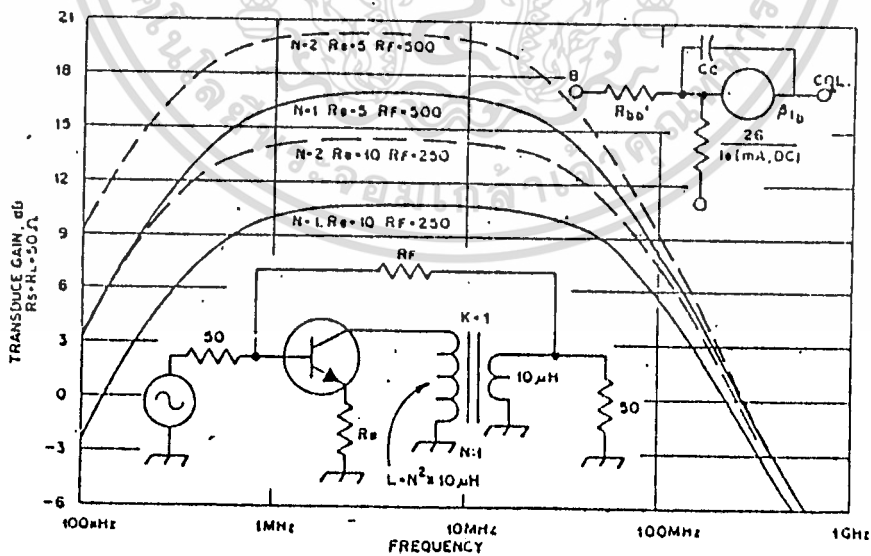 21
18
15
12
9
6
3
0
-3
-6
TRANSDUCE GAIN, dB
RS=RL=50Ω
N=2 Re=5 RF=500
N=1 Re=5 RF=500
N=2 Re=10 RF=250
N=1. Re=10 RF=250
B
Rbb'
CC
COL
βIb
26
Ie(mA, DC)
RF
50
Re
K=1
10μH
N:1
L=N²X10μH
50
100KHz
1MHz
10MHz
100MHz
1GHz
FREQUENCY